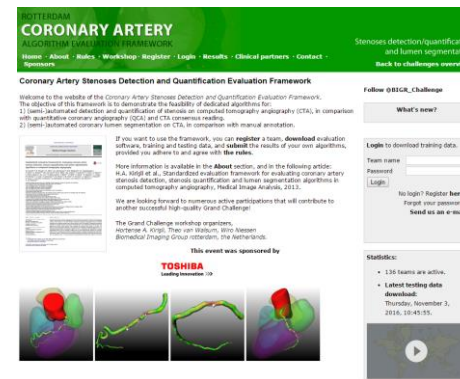 ROTTERDAM
CORONARY ARTERY
ALGORITHM EVALUATION FRAMEWORK
Home · About · Rules · Workshop · Register · Login · Results · Clinical partners · Contact ·
Sponsors
Stenoses detection/quantifica
and lumen segmentat
Back to challenges overvi
Coronary Artery Stenoses Detection and Quantification Evaluation Framework
Welcome to the website of the Coronary Artery Stenoses Detection and Quantification Evaluation Framework.
The objective of this framework is to demonstrate the feasibility of dedicated algorithms for:
1) (semi-)automated detection and quantification of stenosis on computed tomography angiography (CTA), in comparison
with quantitative coronary angiography (QCA) and CTA consensus reading.
2) (semi-)automated coronary lumen segmentation on CTA, in comparison with manual annotation.
If you want to use the framework, you can register a team, download evaluation
software, training and testing data, and submit the results of your own algorithms,
provided you adhere to and agree with the rules.
More information is available in the About section, and in the following article:
H.A. Kirişli et al., Standardized evaluation framework for evaluating coronary artery
stenosis detection, stenosis quantification and lumen segmentation algorithms in
computed tomography angiography, Medical Image Analysis, 2013.
We are looking forward to numerous active participations that will contribute to
another successful high-quality Grand Challenge!
The Grand Challenge workshop organizers,
Hortense A. Kirişli, Theo van Walsum, Wiro Niessen
Biomedical Imaging Group rotterdam, the Netherlands.
This event was sponsored by
TOSHIBA
Leading Innovation >>>
Follow @BIGR_Challenge
What's new?
Login to download training data.
Team name
Password
Login
No login? Register her
Forgot your passwor
Send us an e-ma
Statistics:
• 136 teams are active.
• Latest testing data
download:
Thursday, November 3,
2016, 10:45:55.